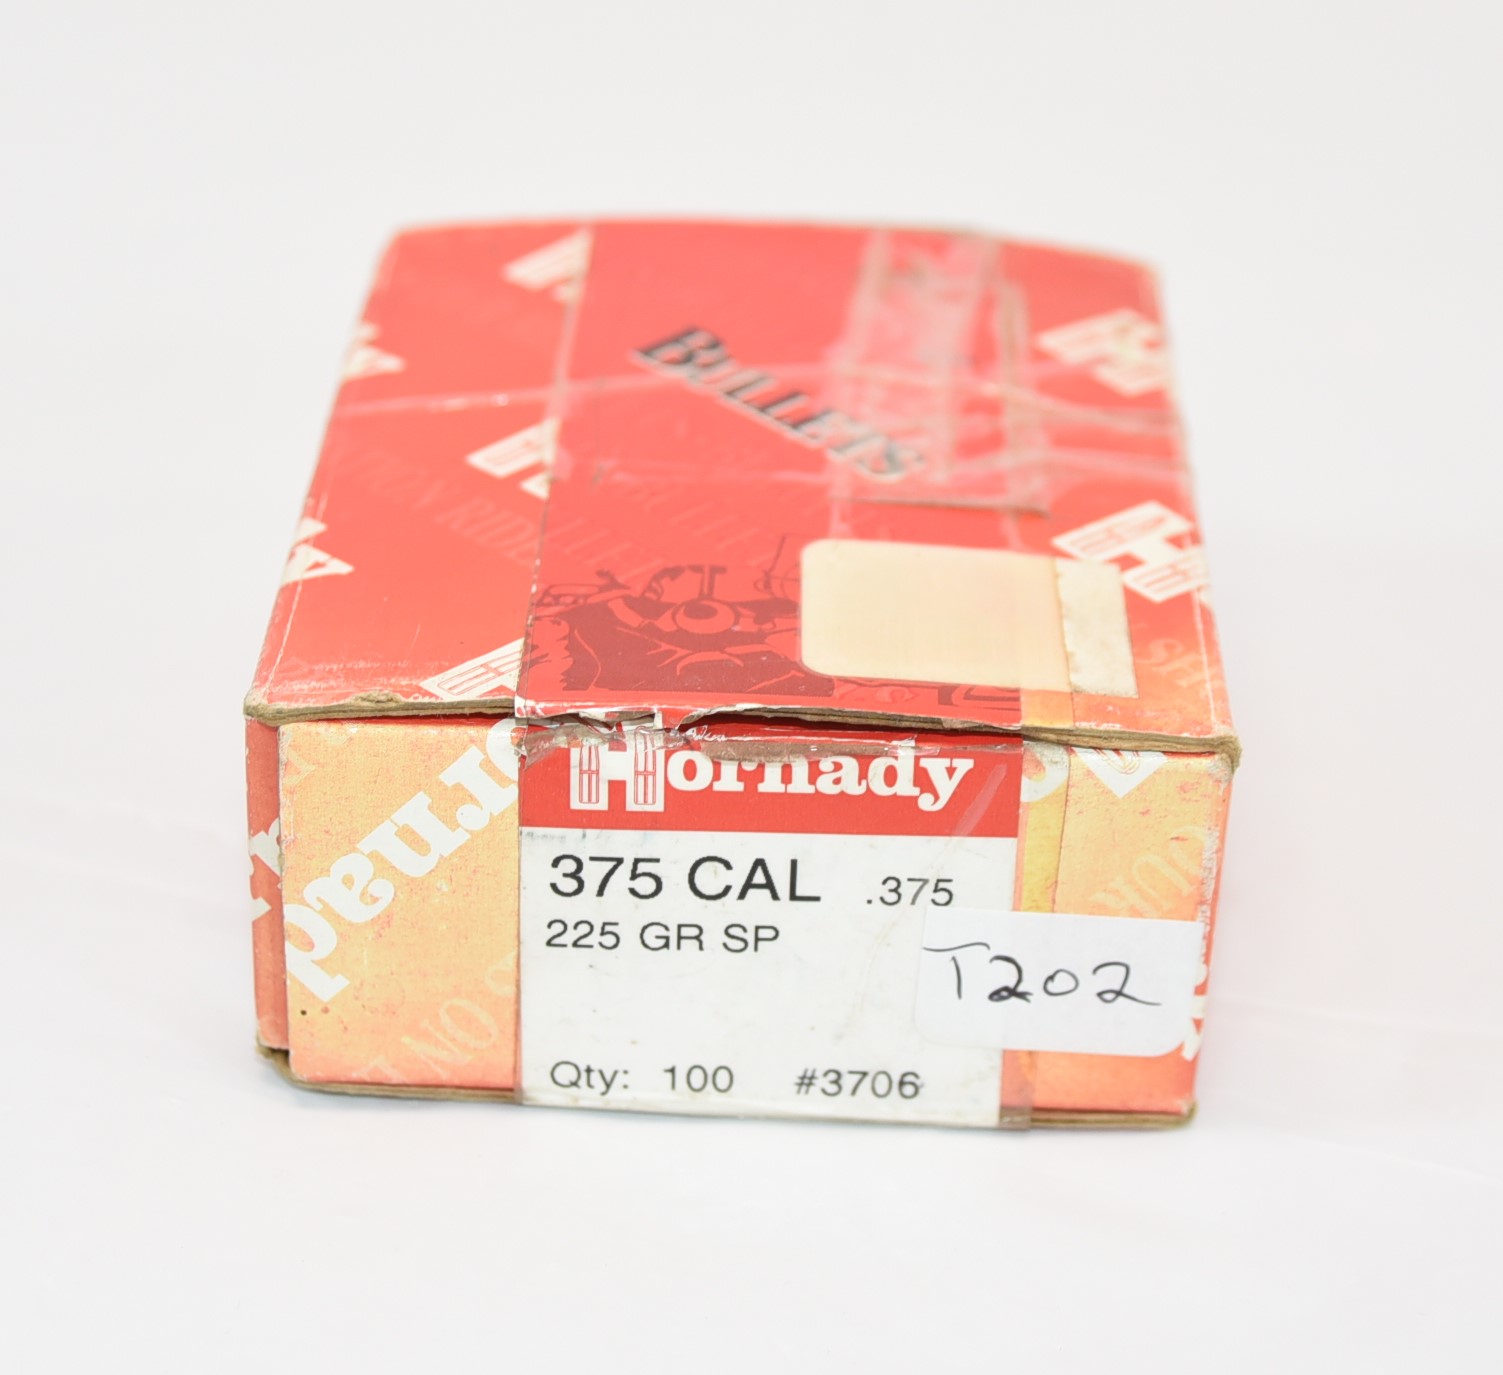 BULLETS
Hornady
375 CAL .375
225 GR SP
T202
Qty: 100 #3706